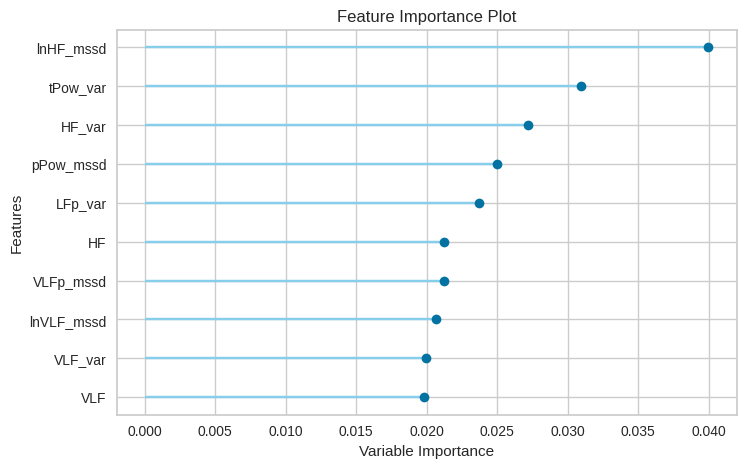 Feature Importance Plot
lnHF_mssd
tPow_var
HF_var
pPow_mssd
LFp_var
HF
VLFp_mssd
lnVLF_mssd
VLF_var
VLF
Features
0.000 0.005 0.010 0.015 0.020 0.025 0.030 0.035 0.040
Variable Importance